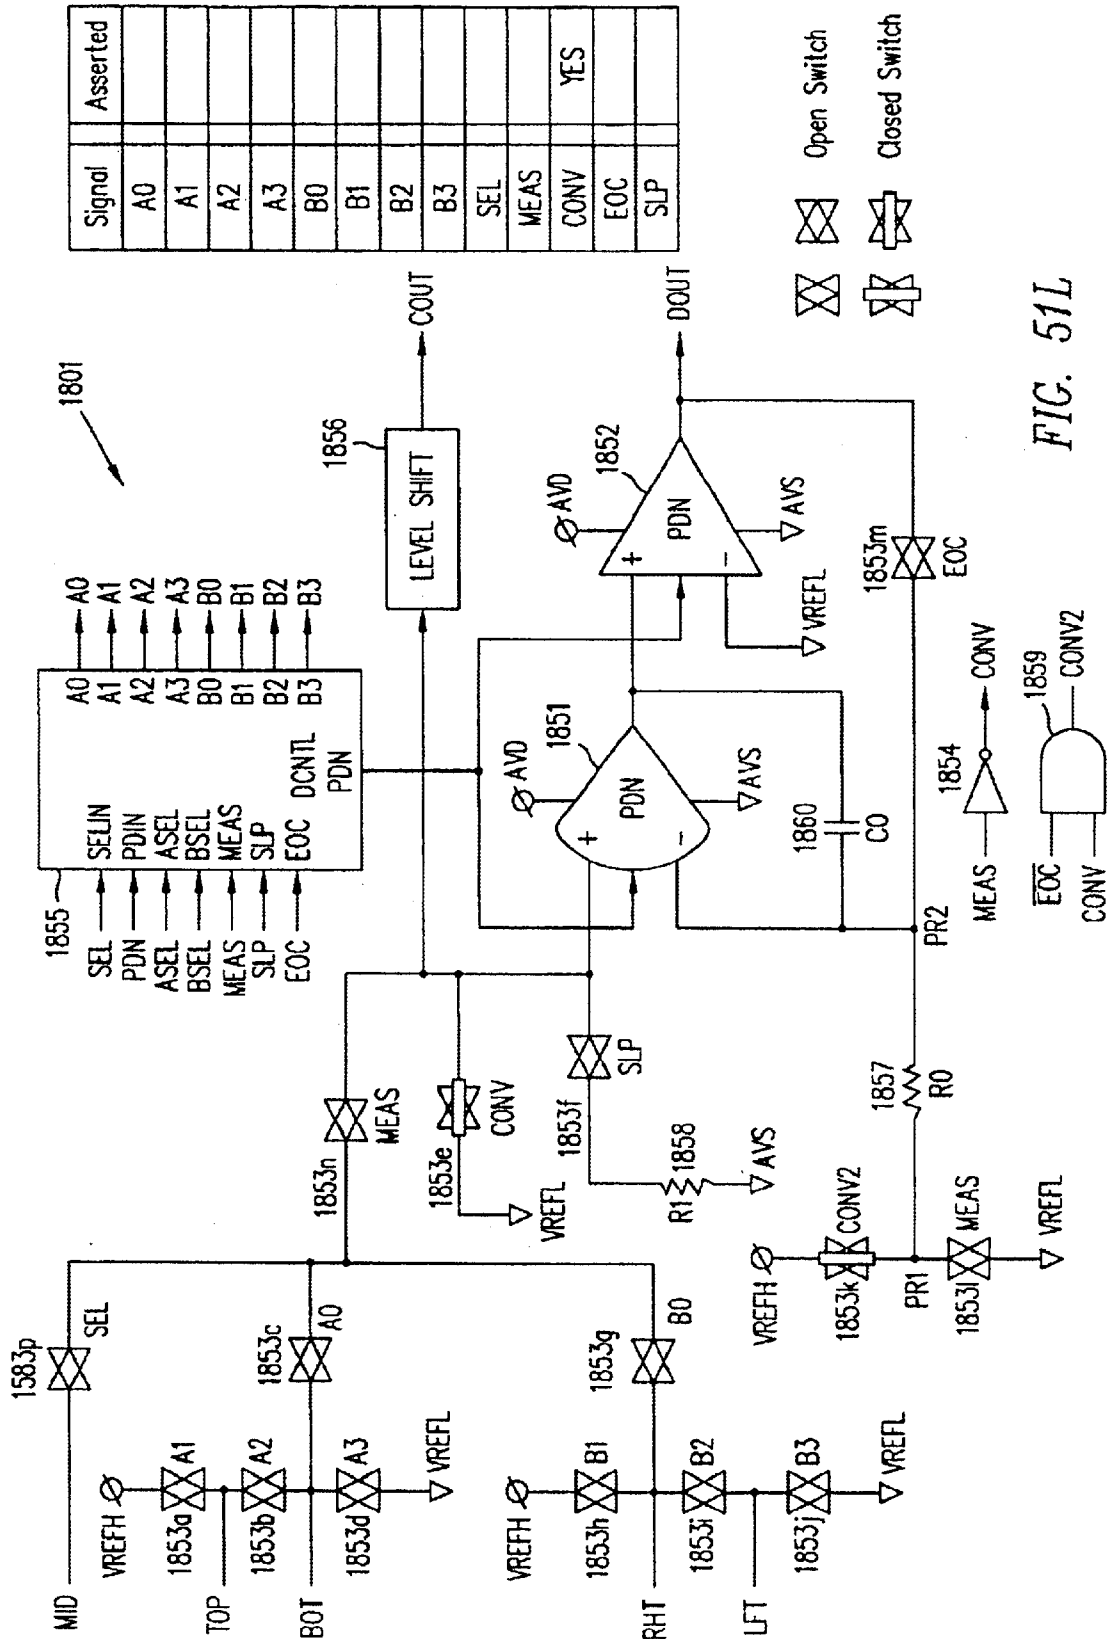 1801
1855
SEL
PDN
ASEL
BSEL
MEAS
SLP
EOC
SELIN
PDIN
ASEL
BSEL
MEAS
SLP
EOC
DCNTL
PDN
A0
A1
A2
A3
B0
B1
B2
B3
A0
A1
A2
A3
B0
B1
B2
B3
Signal Asserted
A0
A1
A2
A3
B0
B1
B2
B3
SEL
MEAS
CONV YES
EOC
SLP
1856
LEVEL SHIFT
COUT
MID
1583p
SEL
VREFH
1853a
A1
TOP
1853b
A2
BOT
1853c
A0
1853d
A3
VREFL
VREFH
1853h
B1
RHT
1853g
B0
1853i
B2
LFT
1853j
B3
VREFL
1853n
MEAS
1853e
CONV
VREFL
1853f
SLP
R1
1858
AVS
AVD
1851
+
PDN
−
AVS
1860
C0
AVD
1852
+
PDN
−
AVS
VREFL
DOUT
VREFH
1853k
CONV2
PR1
1853l
MEAS
VREFL
1857
R0
PR2
1853m
EOC
MEAS
1854
CONV
EOC
CONV
1859
CONV2
Open Switch
Closed Switch
FIG. 51L